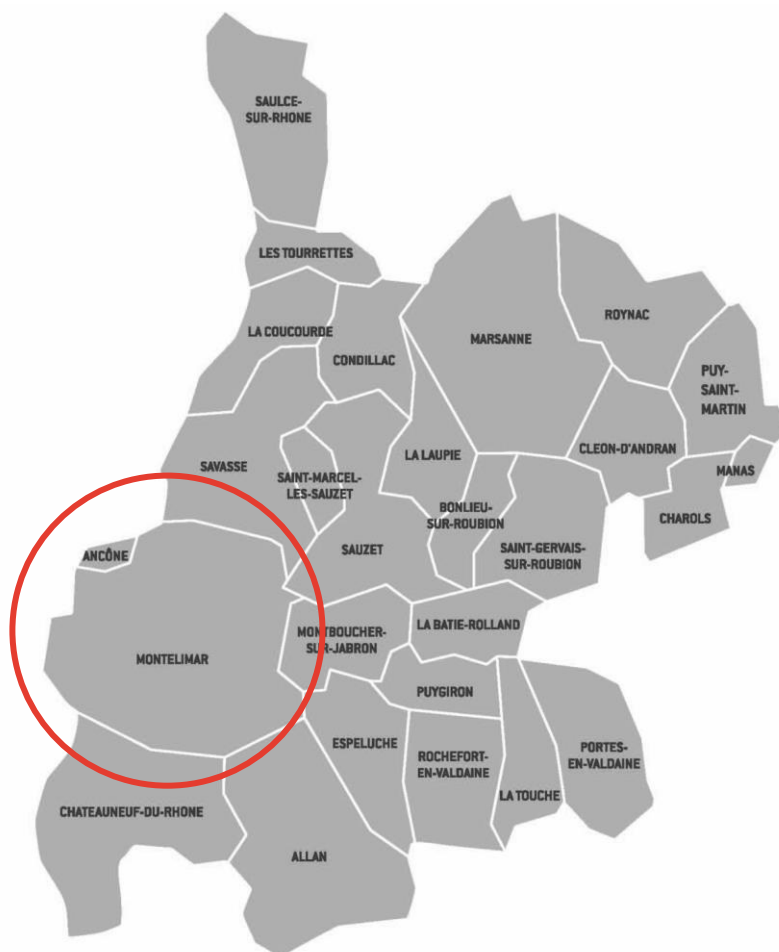 SAULCE-
SUR-RHONE
LES TOURRETTES
LA COUCOURDE
CONDILLAC
MARSANNE
ROYNAC
PUY-
SAINT-
MARTIN
CLEON-D'ANDRAN
MANAS
CHAROLS
LA LAUPIE
SAVASSE
SAINT-MARCEL-
LES-SAUZET
BONLIEU-
SUR-ROUBION
SAUZET
SAINT-GERVAIS-
SUR-ROUBION
ANCÔNE
MONTELIMAR
MONTBOUCHER-
SUR-JABRON
LA BATIE-ROLLAND
PUYGIRON
ESPELUCHE
ROCHEFORT-
EN-VALDAINE
PORTES-
EN-VALDAINE
LA TOUCHE
CHATEAUNEUF-DU-RHONE
ALLAN